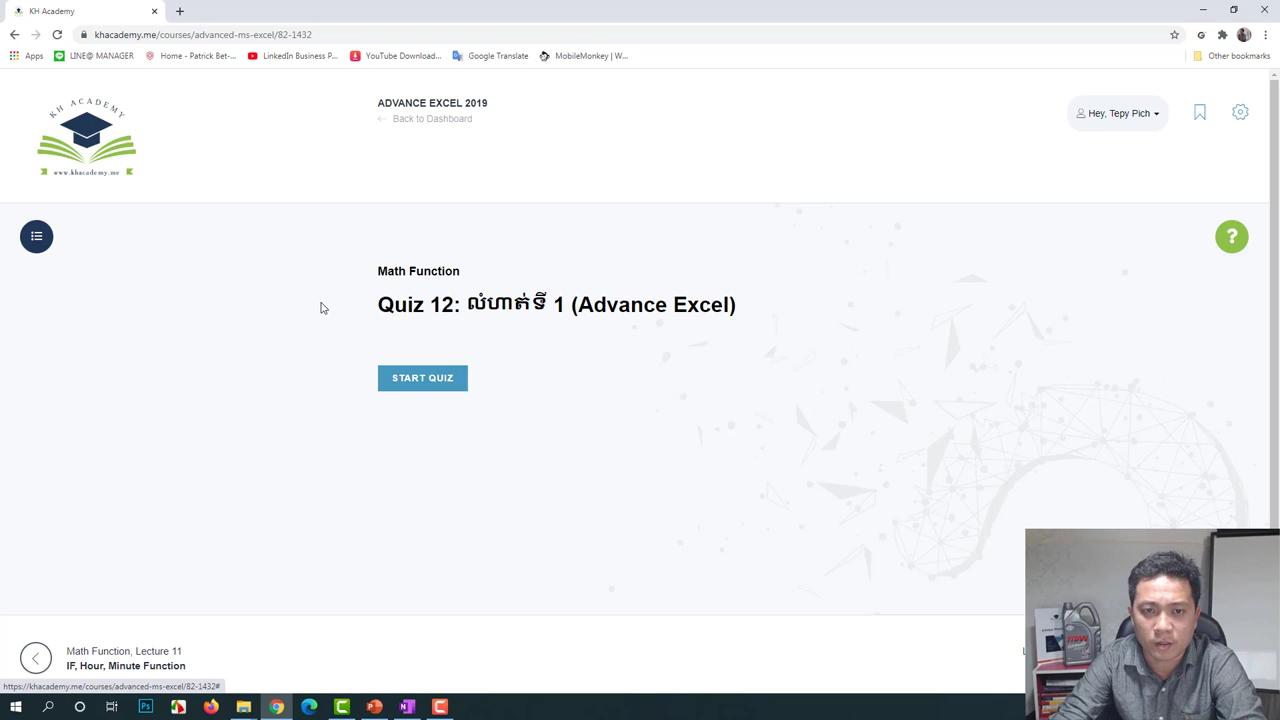 KH Academy
khacademy.me/courses/advanced-ms-excel/82-1432
Apps
LINE@ MANAGER
Home - Patrick Bet-...
LinkedIn Business P...
YouTube Download...
Google Translate
MobileMonkey | W...
Other bookmarks
KH ACADEMY
www.khacademy.me
ADVANCE EXCEL 2019
Back to Dashboard
Hey, Tepy Pich
?
Math Function
Quiz 12: លំហាត់ទី 1 (Advance Excel)
START QUIZ
Math Function, Lecture 11
IF, Hour, Minute Function
https://khacademy.me/courses/advanced-ms-excel/82-1432#